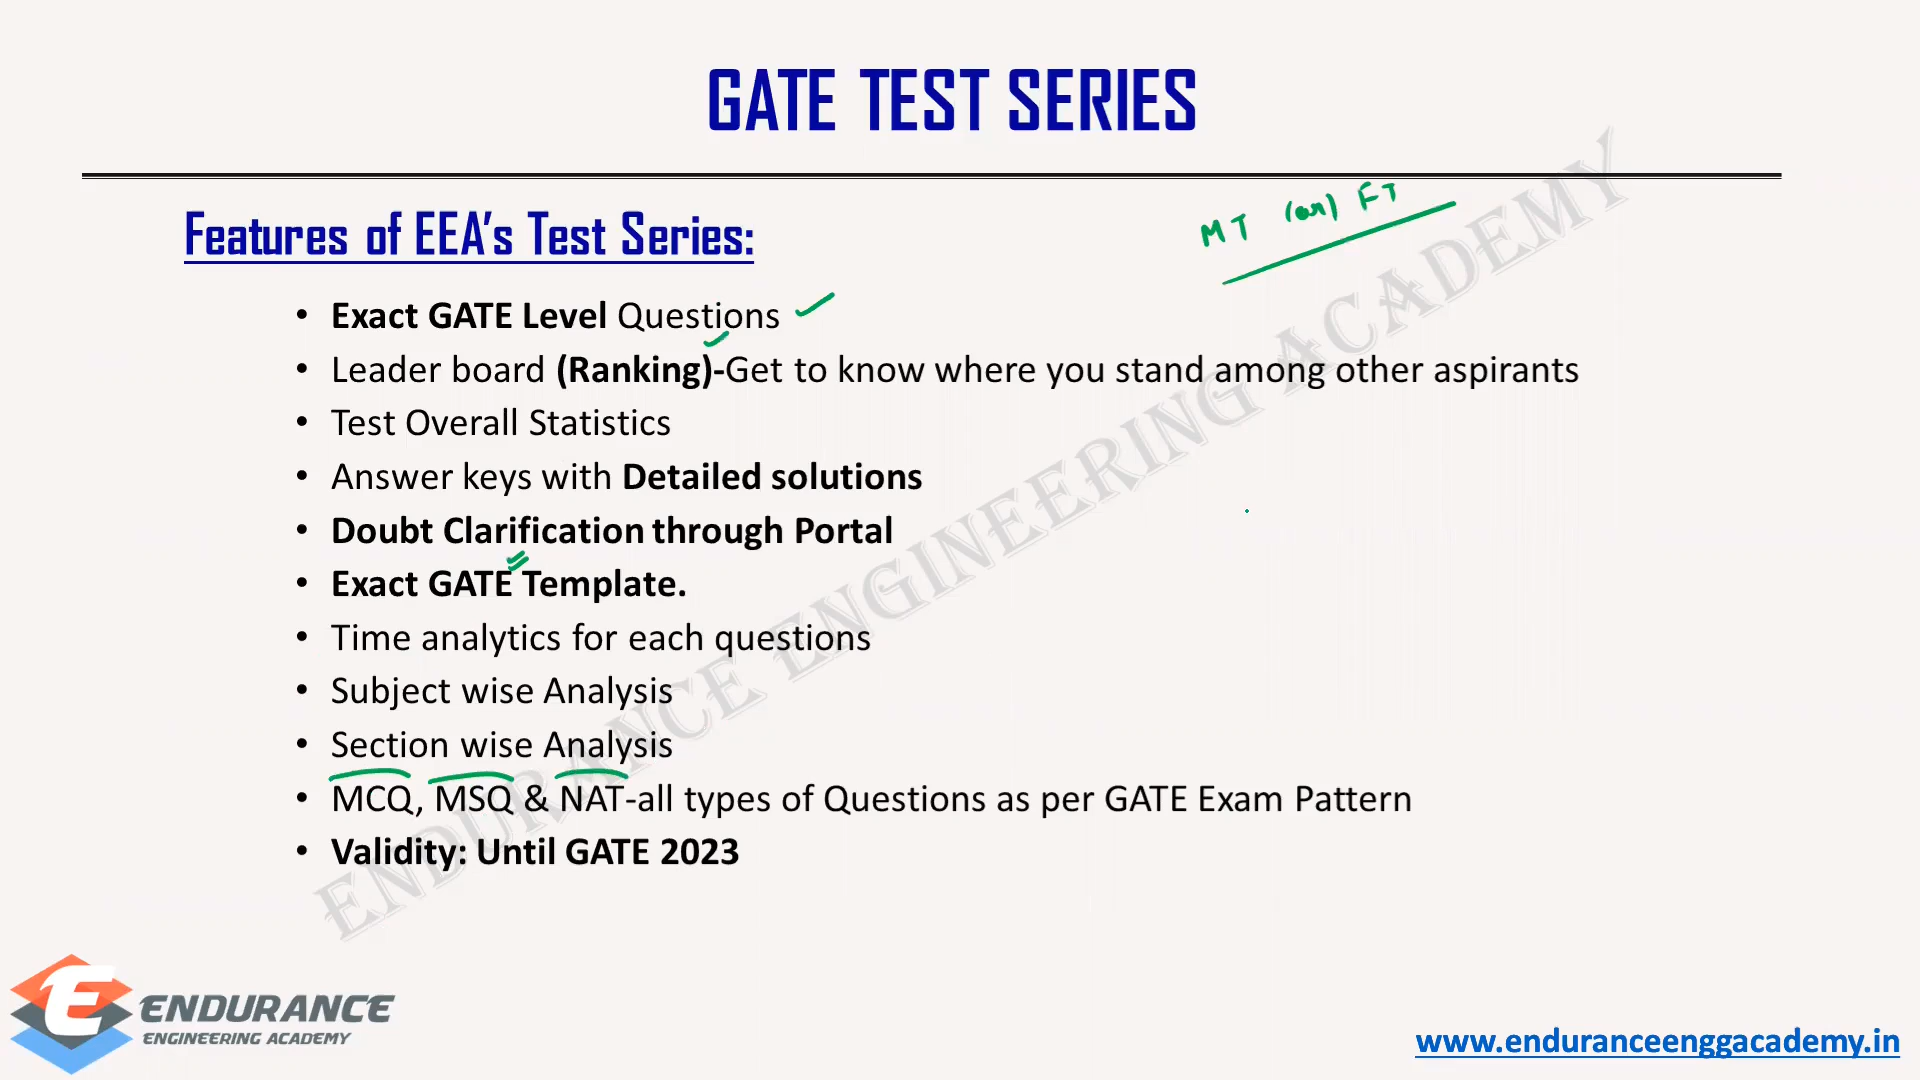 GATE TEST SERIES
MT (or) FT
Features of EEA's Test Series:
• Exact GATE Level Questions
• Leader board (Ranking)-Get to know where you stand among other aspirants
• Test Overall Statistics
• Answer keys with Detailed solutions
• Doubt Clarification through Portal
• Exact GATE Template.
• Time analytics for each questions
• Subject wise Analysis
• Section wise Analysis
• MCQ, MSQ & NAT-all types of Questions as per GATE Exam Pattern
• Validity: Until GATE 2023
ENDURANCE ENGINEERING ACADEMY
ENDURANCE
ENGINEERING ACADEMY
www.enduranceenggacademy.in